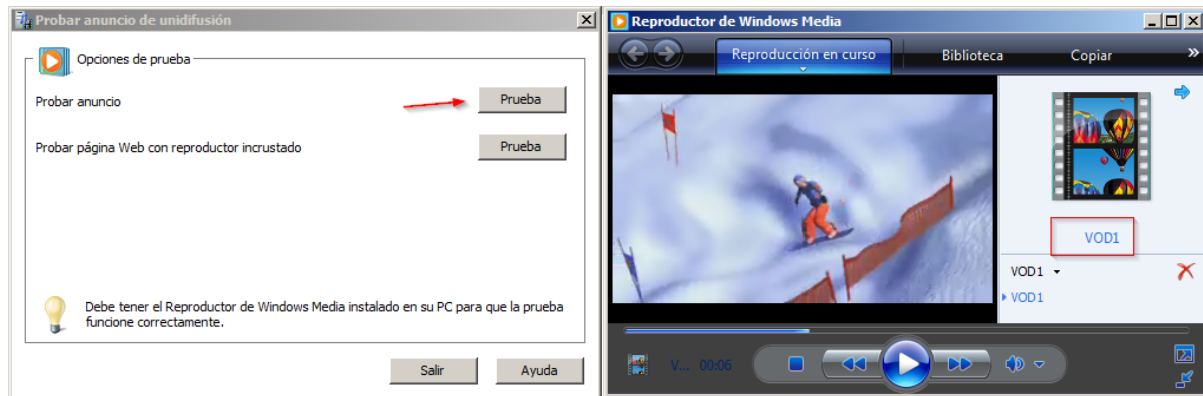 Probar anuncio de unidifusión
Opciones de prueba
Probar anuncio
Prueba
Probar página Web con reproductor incrustado
Prueba
Debe tener el Reproductor de Windows Media instalado en su PC para que la prueba
funcione correctamente.
Salir
Ayuda
Reproductor de Windows Media
Reproducción en curso
Biblioteca
Copiar
»
VOD1
VOD1
VOD1
V... 00:06